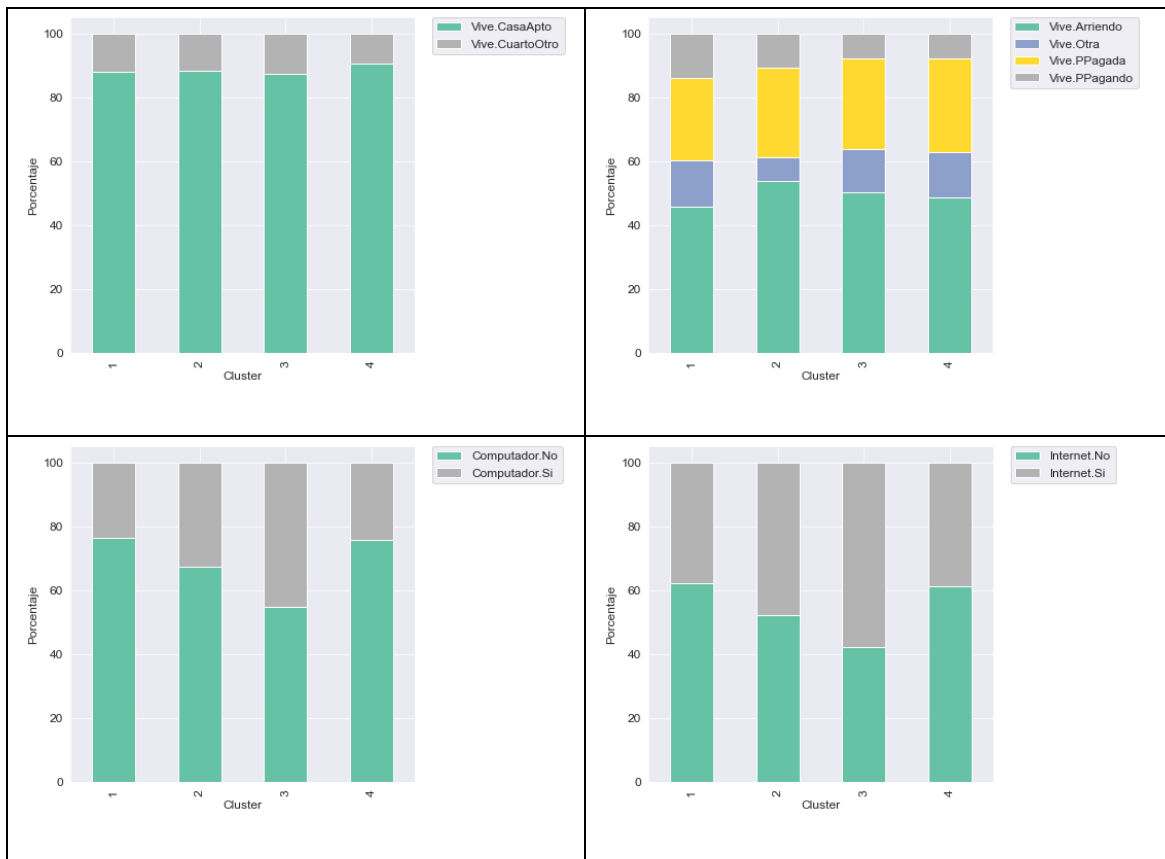 Vive.CasaApto
Vive.CuartoOtro
100
80
60
40
20
0
Porcentaje
1
2
3
4
Cluster
Vive.Arriendo
Vive.Otra
Vive.PPagada
Vive.PPagando
100
80
60
40
20
0
Porcentaje
1
2
3
4
Cluster
Computador.No
Computador.Si
100
80
60
40
20
0
Porcentaje
1
2
3
4
Cluster
Internet.No
Internet.Si
100
80
60
40
20
0
Porcentaje
1
2
3
4
Cluster